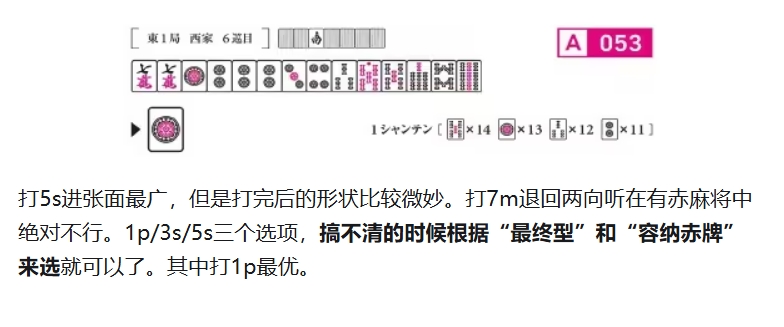 [ 東1局 西家 6巡目 ]
A 053
1シャンテン [ ×14 ×13 ×12 ×11 ]
打5s进张面最广，但是打完后的形状比较微妙。打7m退回两向听在有赤麻将中
绝对不行。1p/3s/5s三个选项，搞不清的时候根据“最终型”和“容纳赤牌”
来选就可以了。其中打1p最优。